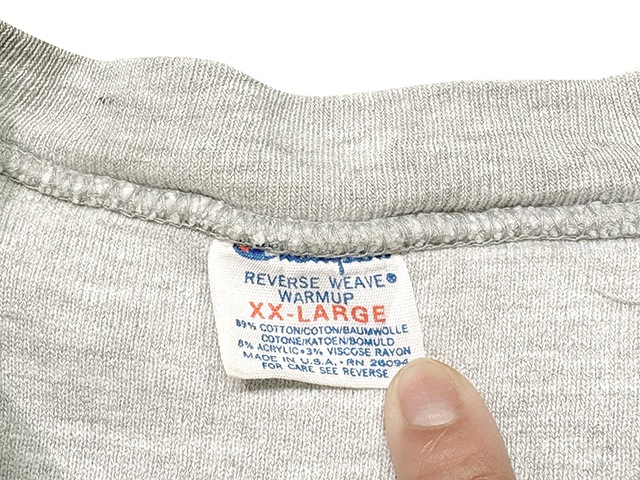 Champion
REVERSE WEAVE®
WARMUP
XX-LARGE
89% COTTON/COTON/BAUMWOLLE
COTONE/KATOEN/BOMULD
8% ACRYLIC • 3% VISCOSE RAYON
MADE IN U.S.A. • RN 26094
FOR CARE SEE REVERSE